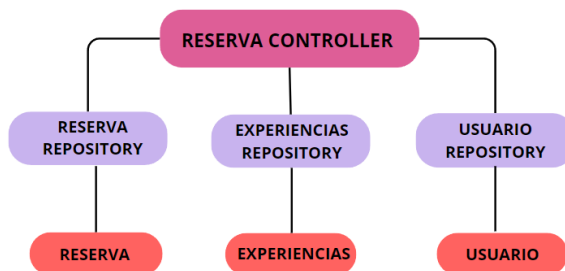 RESERVA CONTROLLER
RESERVA
REPOSITORY
EXPERIENCIAS
REPOSITORY
USUARIO
REPOSITORY
RESERVA
EXPERIENCIAS
USUARIO